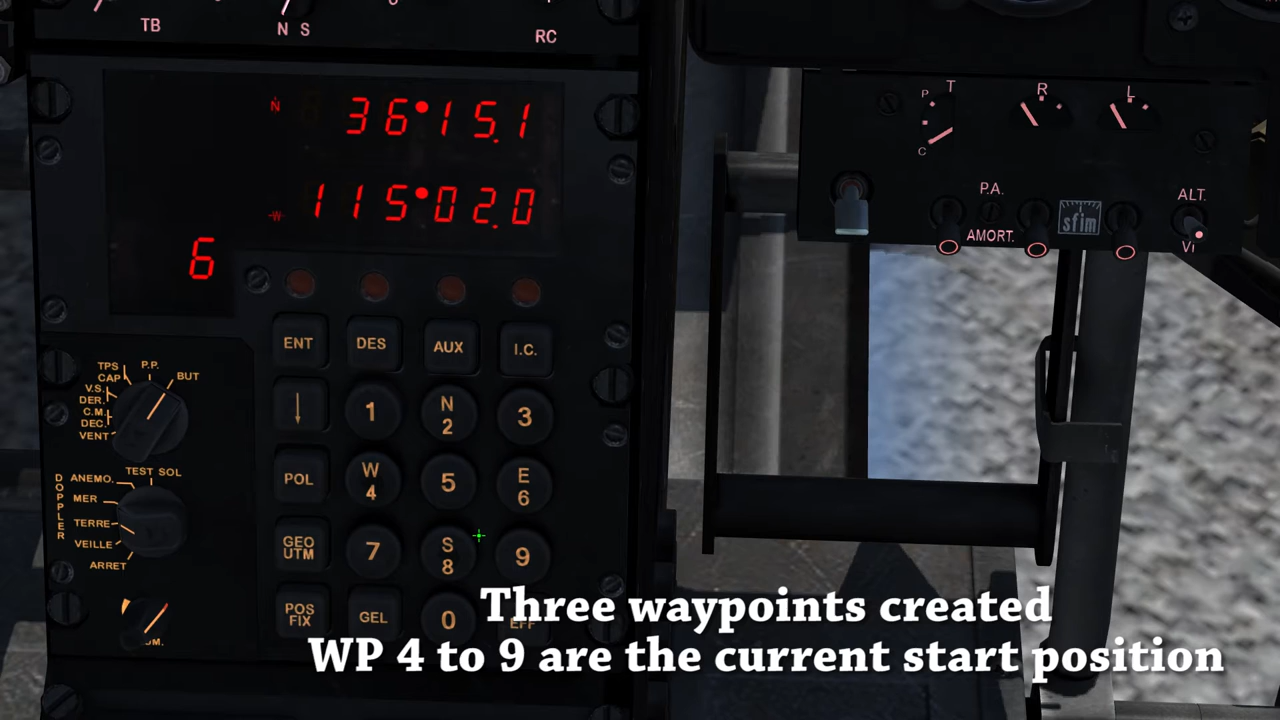 TB
N S
RC
N 36°15.1
W 115°02.0
6
T
P
C
R
L
P.A.
AMORT.
sfim
ALT.
Vi
ENT
DES
AUX
I.C.
↓
1
N
2
3
POL
W
4
5
E
6
GEO
UTM
7
S
8
9
POS
FIX
GEL
0
EFF
TPS
CAP
P.P.
BUT
V.S.
DER.
C.M.
DEC.
VENT
TEST SOL
DOPPLER
ANEMO.
MER
TERRE
VEILLE
ARRET
Three waypoints created
WP 4 to 9 are the current start position